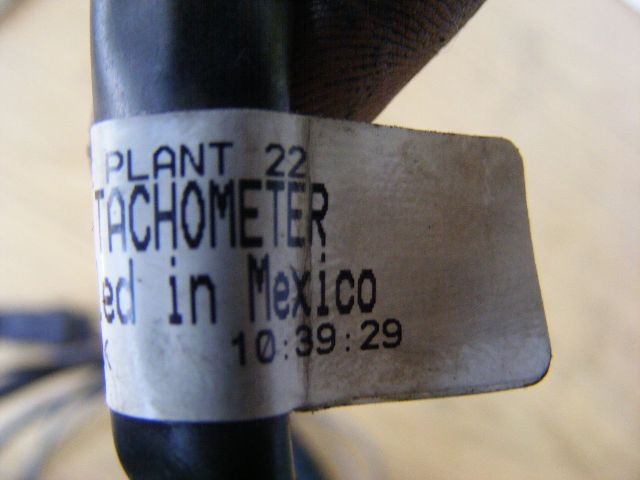 PLANT 22
TACHOMETER
ed in Mexico
10:39:29